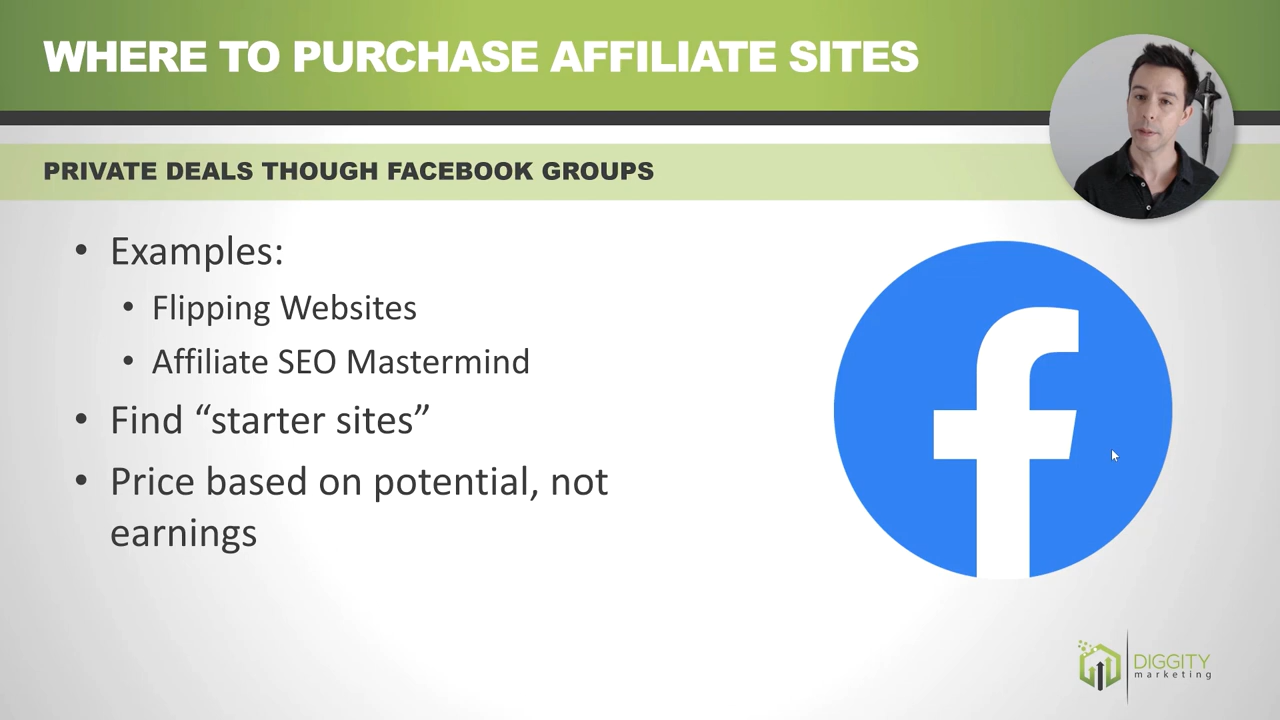 WHERE TO PURCHASE AFFILIATE SITES
PRIVATE DEALS THOUGH FACEBOOK GROUPS
• Examples:
• Flipping Websites
• Affiliate SEO Mastermind
• Find “starter sites”
• Price based on potential, not
earnings
DIGGITY
marketing